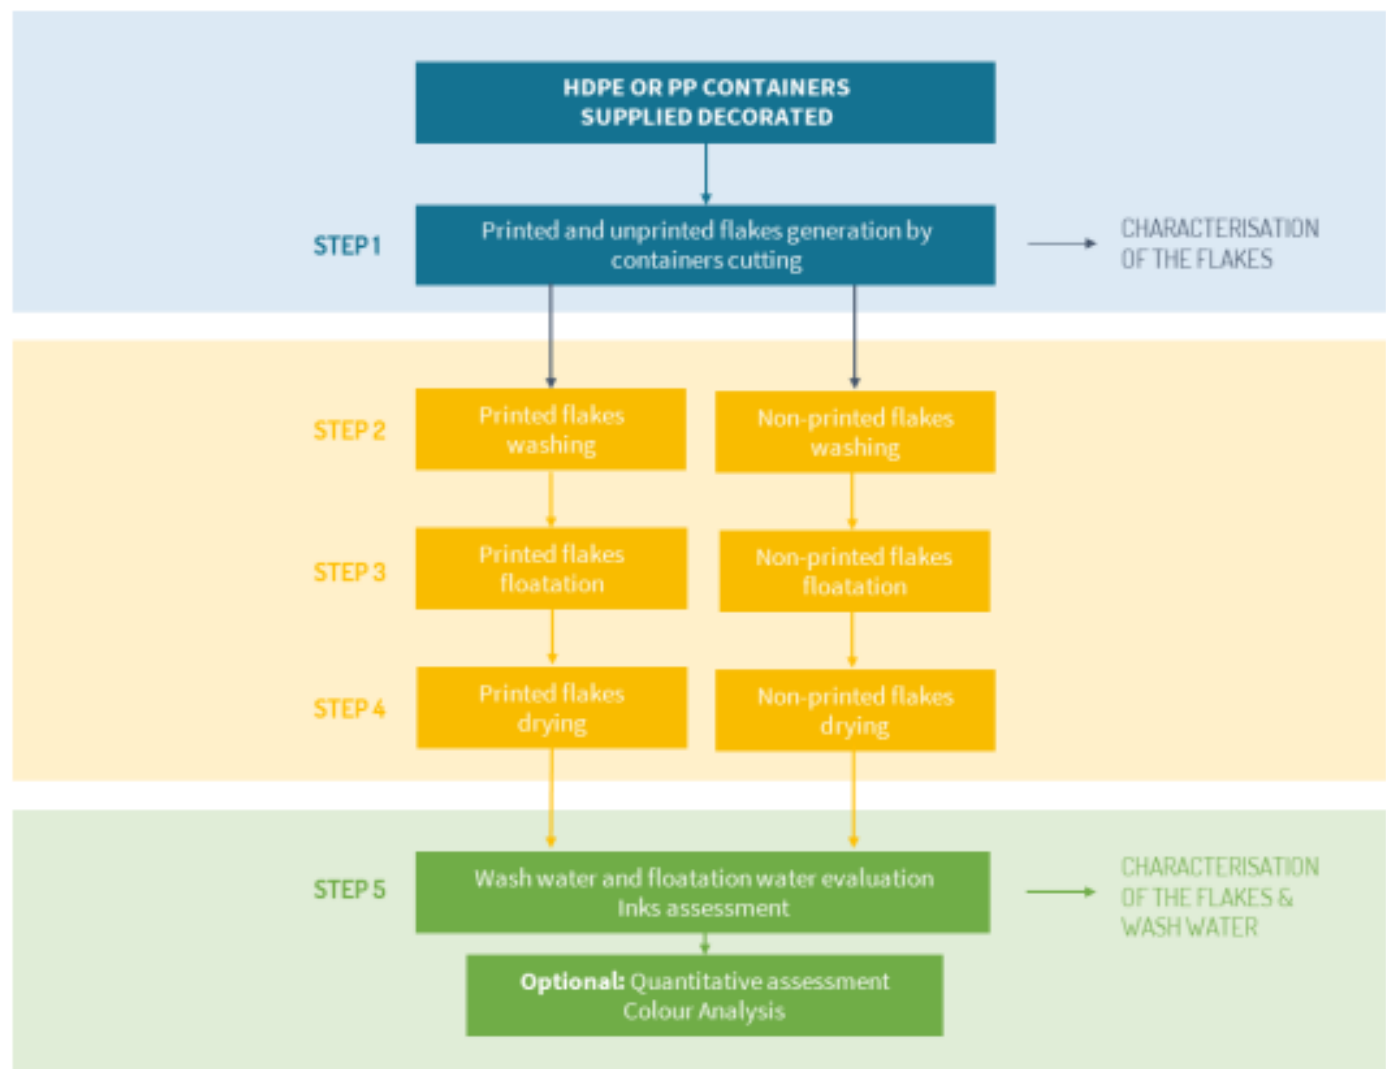 HDPE OR PP CONTAINERS
SUPPLIED DECORATED
STEP 1
Printed and unprinted flakes generation by
containers cutting
CHARACTERISATION
OF THE FLAKES
STEP 2
Printed flakes
washing
Non-printed flakes
washing
STEP 3
Printed flakes
floatation
Non-printed flakes
floatation
STEP 4
Printed flakes
drying
Non-printed flakes
drying
STEP 5
Wash water and floatation water evaluation
Inks assessment
CHARACTERISATION
OF THE FLAKES &
WASH WATER
Optional: Quantitative assessment
Colour Analysis